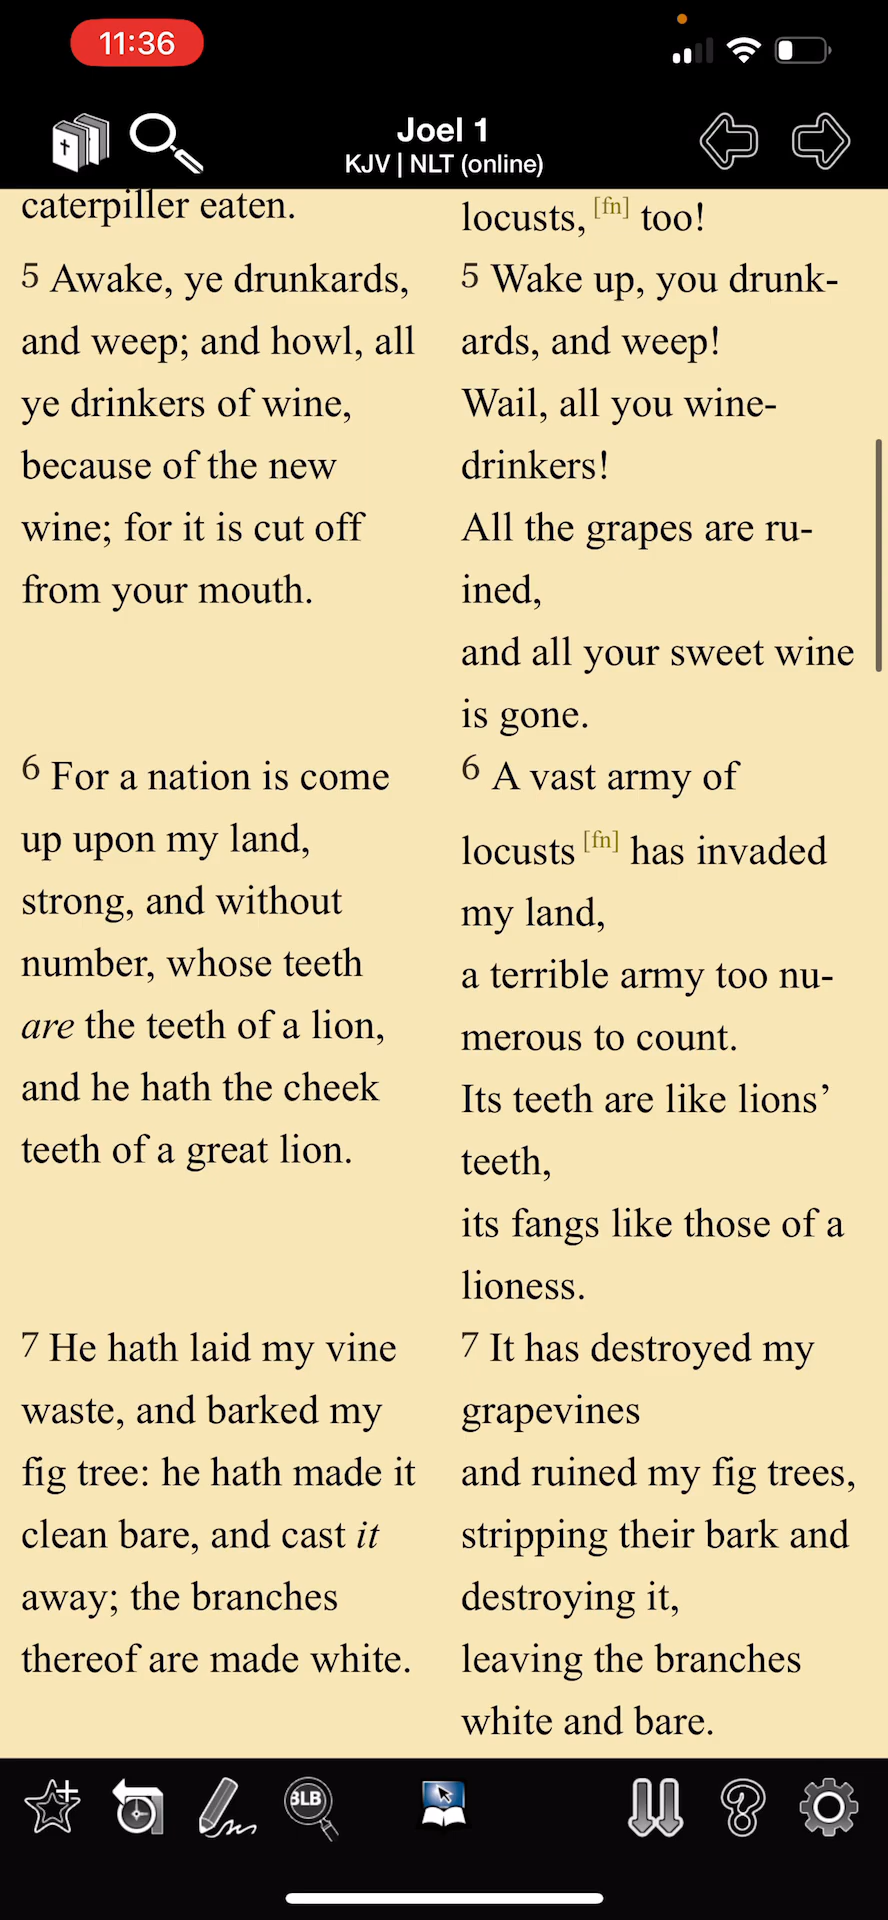 11:36
Joel 1
KJV | NLT (online)
caterpiller eaten.
5 Awake, ye drunkards,
and weep; and howl, all
ye drinkers of wine,
because of the new
wine; for it is cut off
from your mouth.
6 For a nation is come
up upon my land,
strong, and without
number, whose teeth
are the teeth of a lion,
and he hath the cheek
teeth of a great lion.
7 He hath laid my vine
waste, and barked my
fig tree: he hath made it
clean bare, and cast it
away; the branches
thereof are made white.
locusts, [fn] too!
5 Wake up, you drunk-
ards, and weep!
Wail, all you wine-
drinkers!
All the grapes are ru-
ined,
and all your sweet wine
is gone.
6 A vast army of
locusts [fn] has invaded
my land,
a terrible army too nu-
merous to count.
Its teeth are like lions’
teeth,
its fangs like those of a
lioness.
7 It has destroyed my
grapevines
and ruined my fig trees,
stripping their bark and
destroying it,
leaving the branches
white and bare.
BLB